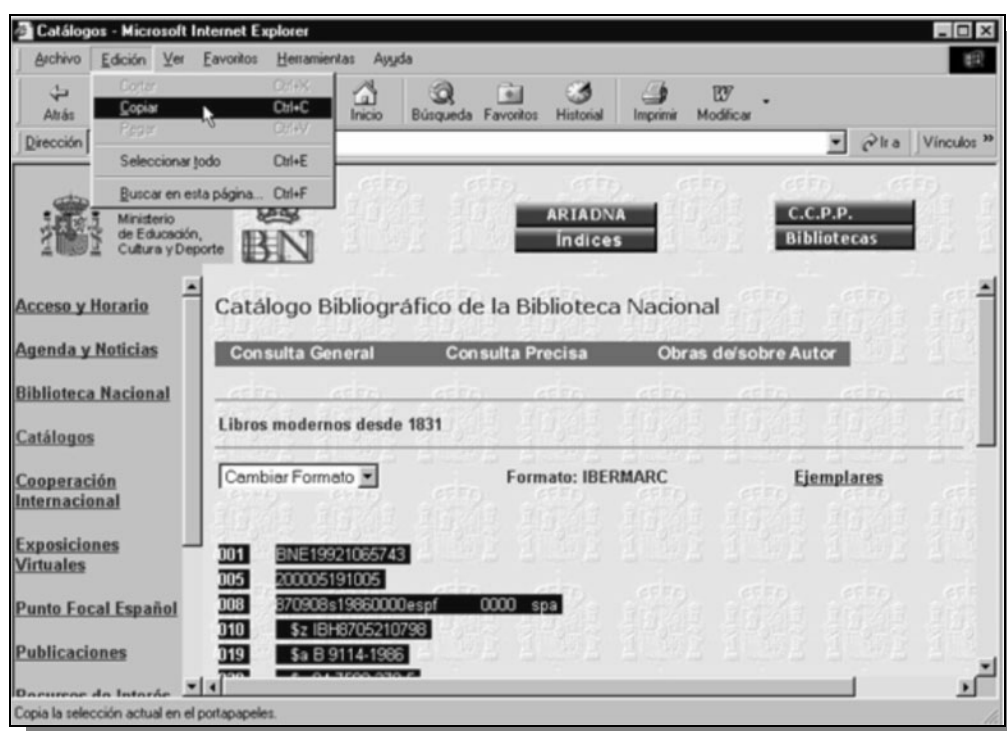 Catálogos - Microsoft Internet Explorer
Archivo Edición Ver Favoritos Herramientas Ayuda
Atrás
Inicio Búsqueda Favoritos Historial Imprimir Modificar
Cortar Ctrl+X
Copiar Ctrl+C
Pegar Ctrl+V
Seleccionar todo Ctrl+E
Buscar en esta página... Ctrl+F
Dirección
Ir a
Vínculos »
Ministerio
de Educación,
Cultura y Deporte
BN
ARIADNA
Índices
C.C.P.P.
Bibliotecas
Acceso y Horario
Agenda y Noticias
Biblioteca Nacional
Catálogos
Cooperación
Internacional
Exposiciones
Virtuales
Punto Focal Español
Publicaciones
Recursos de Interés
Catálogo Bibliográfico de la Biblioteca Nacional
Consulta General Consulta Precisa Obras de/sobre Autor
Libros modernos desde 1831
Cambiar Formato Formato: IBERMARC Ejemplares
001 BNE19921065743
005 200005191005
008 870908s19860000espf 0000 spa
010 $z IBH8705210798
019 $a B 9114-1986
Copia la selección actual en el portapapeles.